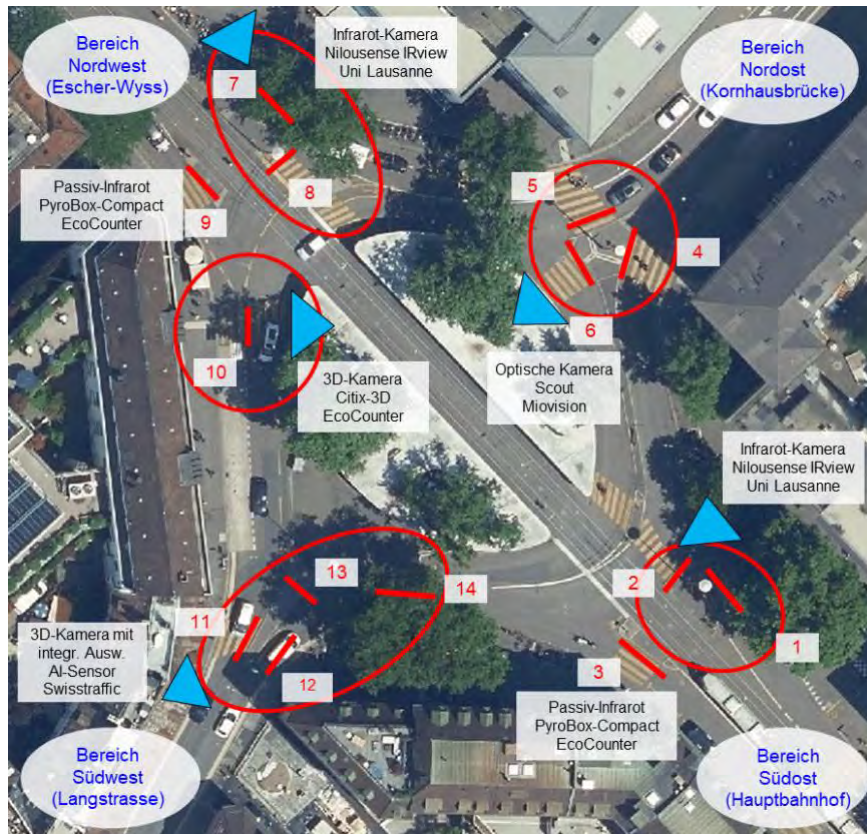 Bereich
Nordwest
(Escher-Wyss)
7
Infrarot-Kamera
Nilousense IRview
Uni Lausanne
Bereich
Nordost
(Kornhausbrücke)
Passiv-Infrarot
PyroBox-Compact
EcoCounter
8
9
5
4
6
10
3D-Kamera
Citix-3D
EcoCounter
Optische Kamera
Scout
Miovision
Infrarot-Kamera
Nilousense IRview
Uni Lausanne
13
14
2
11
3D-Kamera mit
integr. Ausw.
AI-Sensor
Swisstraffic
12
3
1
Passiv-Infrarot
PyroBox-Compact
EcoCounter
Bereich
Südwest
(Langstrasse)
Bereich
Südost
(Hauptbahnhof)